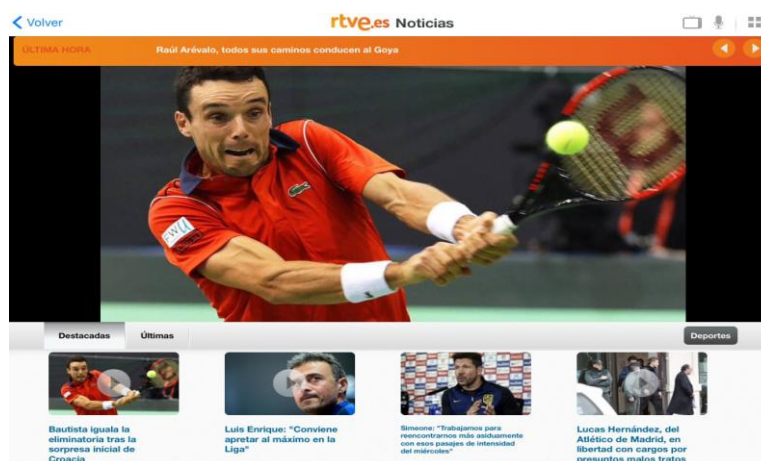 Volver
rtve.es Noticias
ÚLTIMA HORA
Raúl Arévalo, todos sus caminos conducen al Goya
Destacadas
Últimas
Deportes
Bautista iguala la
eliminatoria tras la
sorpresa inicial de
Croacia
Luis Enrique: "Conviene
apretar al máximo en la
Liga"
Simeone: "Trabajamos para
reencontrarnos más asiduamente
con esos pasajes de intensidad
del miércoles"
Lucas Hernández, del
Atlético de Madrid, en
libertad con cargos por
presuntos malos tratos